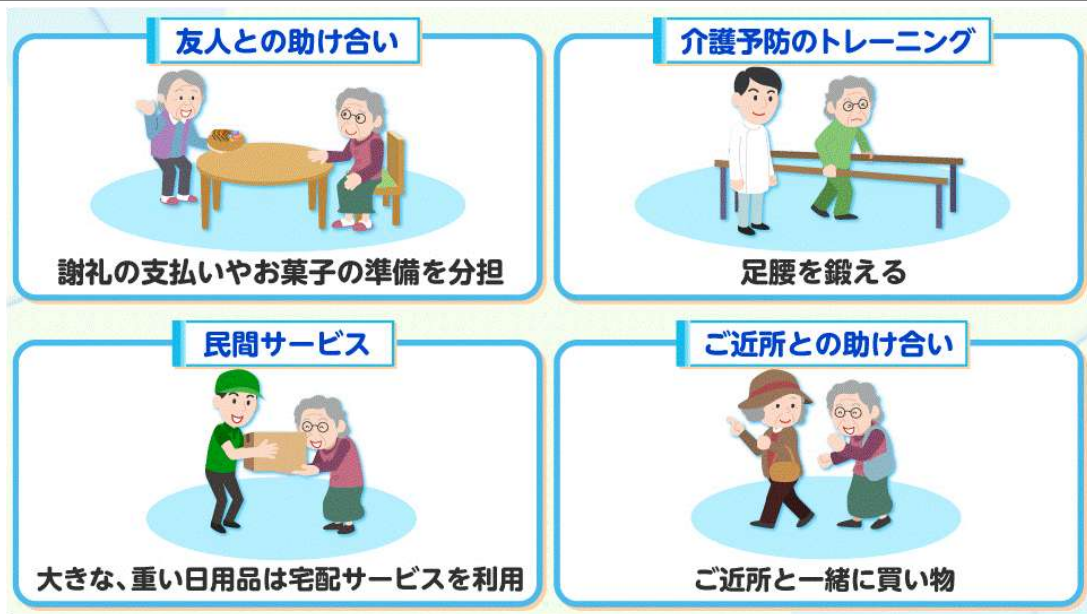 友人との助け合い
謝礼の支払いやお菓子の準備を分担
介護予防のトレーニング
足腰を鍛える
民間サービス
大きな、重い日用品は宅配サービスを利用
ご近所との助け合い
ご近所と一緒に買い物